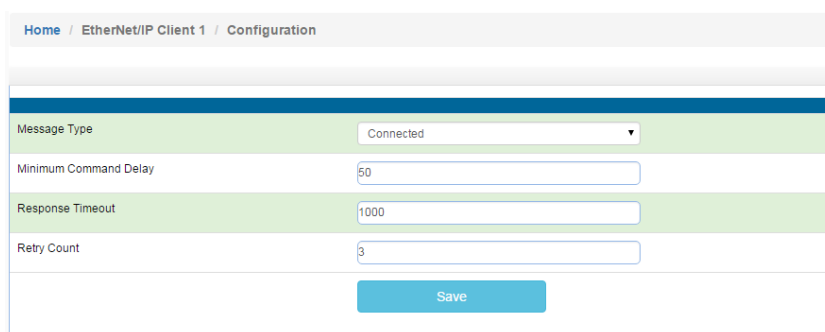 Home / EtherNet/IP Client 1 / Configuration
Message Type Connected
Minimum Command Delay 50
Response Timeout 1000
Retry Count 3
Save